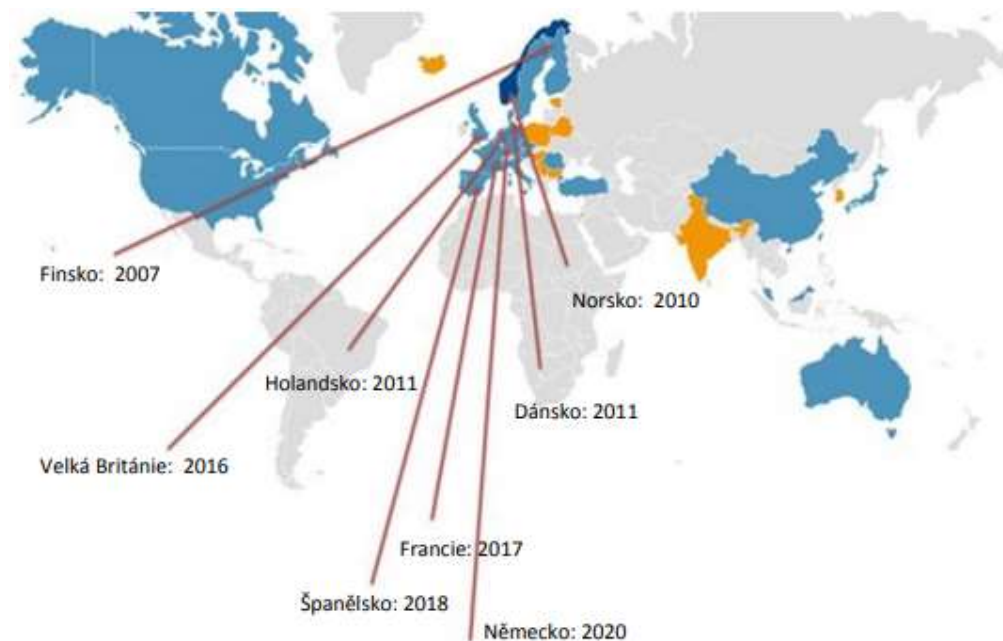 Finsko: 2007
Norsko: 2010
Holandsko: 2011
Dánsko: 2011
Velká Británie: 2016
Francie: 2017
Španělsko: 2018
Německo: 2020